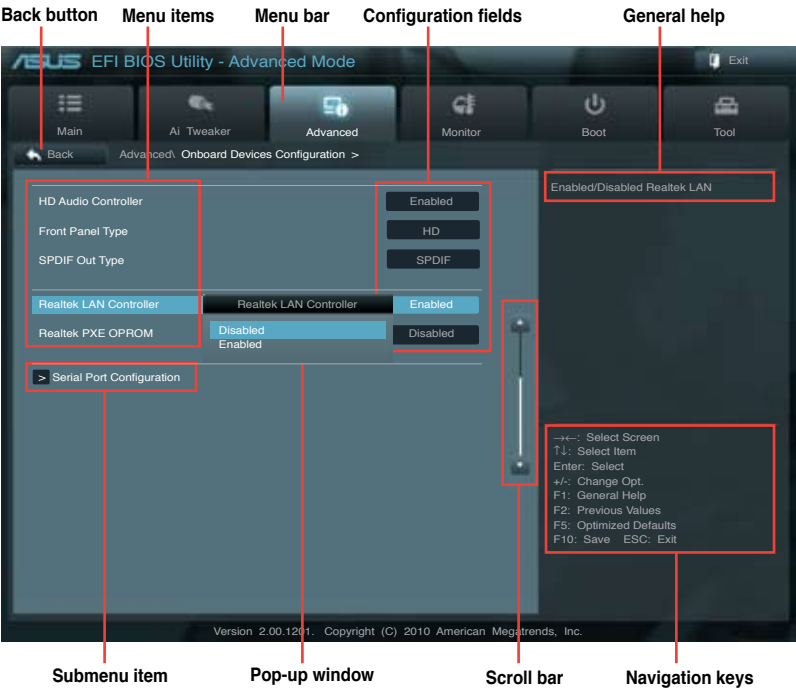 Back button Menu items Menu bar Configuration fields General help
ASUS EFI BIOS Utility - Advanced Mode Exit
Main Ai Tweaker Advanced Monitor Boot Tool
Back Advanced\ Onboard Devices Configuration >
Enabled/Disabled Realtek LAN
HD Audio Controller Enabled
Front Panel Type HD
SPDIF Out Type SPDIF
Realtek LAN Controller Realtek LAN Controller Enabled
Realtek PXE OPROM Disabled Disabled
Enabled
> Serial Port Configuration
→←: Select Screen
↑↓: Select Item
Enter: Select
+/-: Change Opt.
F1: General Help
F2: Previous Values
F5: Optimized Defaults
F10: Save ESC: Exit
Version 2.00.1201. Copyright (C) 2010 American Megatrends, Inc.
Submenu item Pop-up window Scroll bar Navigation keys